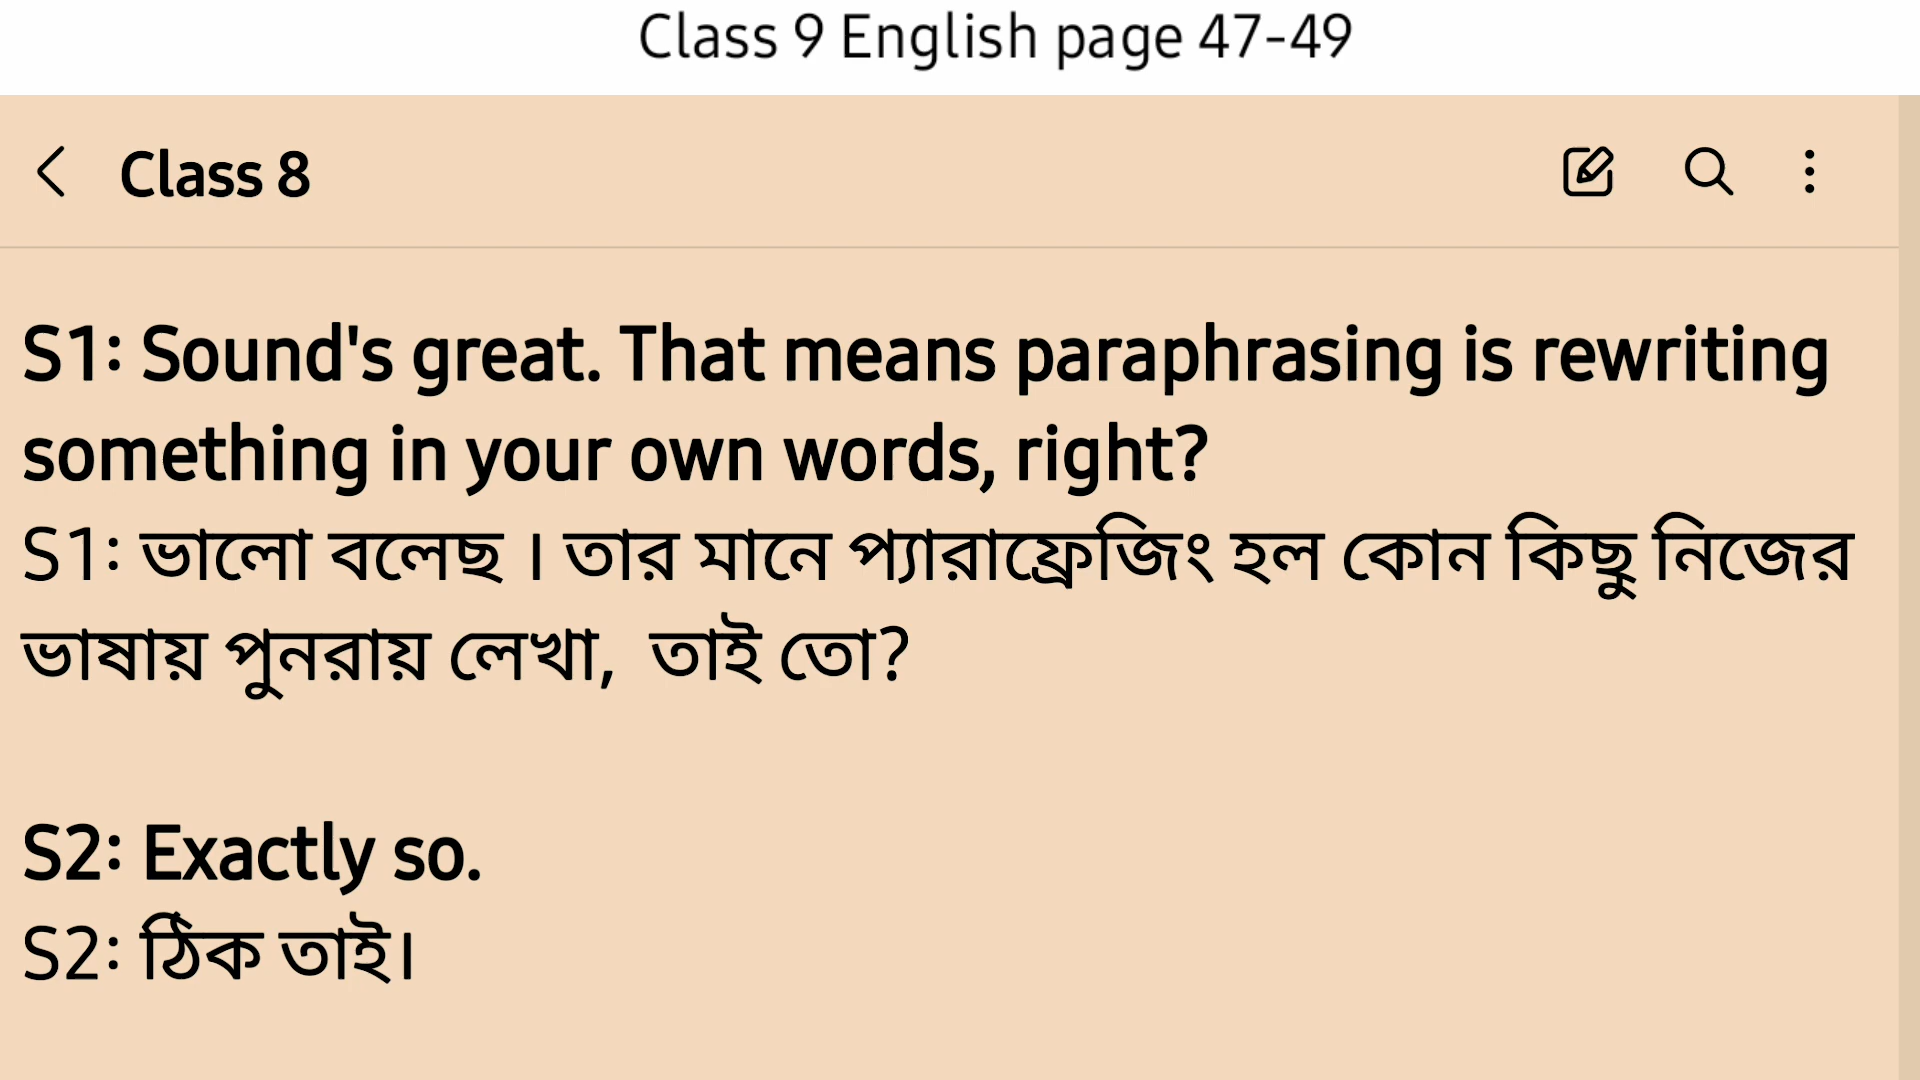 Class 9 English page 47-49
Class 8
S1: Sound's great. That means paraphrasing is rewriting
something in your own words, right?
S1: ভালো বলেছ । তার মানে প্যারাফ্রেজিং হল কোন কিছু নিজের
ভাষায় পুনরায় লেখা, তাই তো?
S2: Exactly so.
S2: ঠিক তাই।